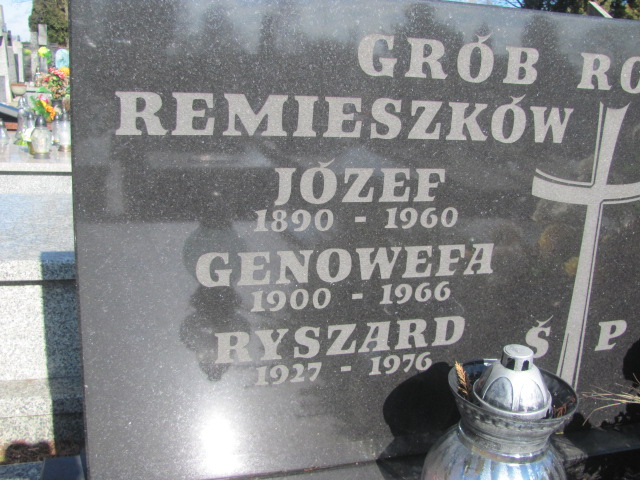 GRÓB RO
REMIESZKÓW
JÓZEF
1890 - 1960
GENOWEFA
1900 - 1966
RYSZARD
1927 - 1976
Ś P